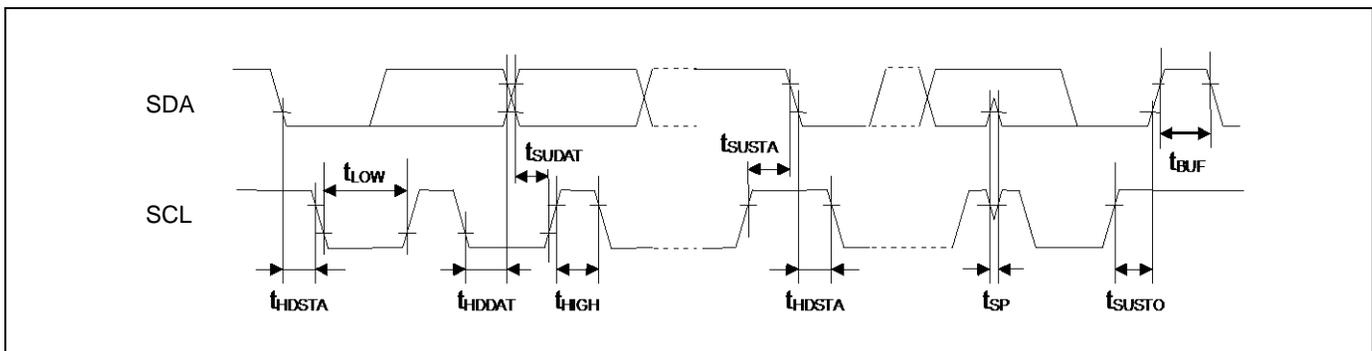 SDA
tSUDAT
tSUSTA
tBUF
tLOW
SCL
tHDSTA
tHDDAT
tHIGH
tHDSTA
tSP
tSUSTO